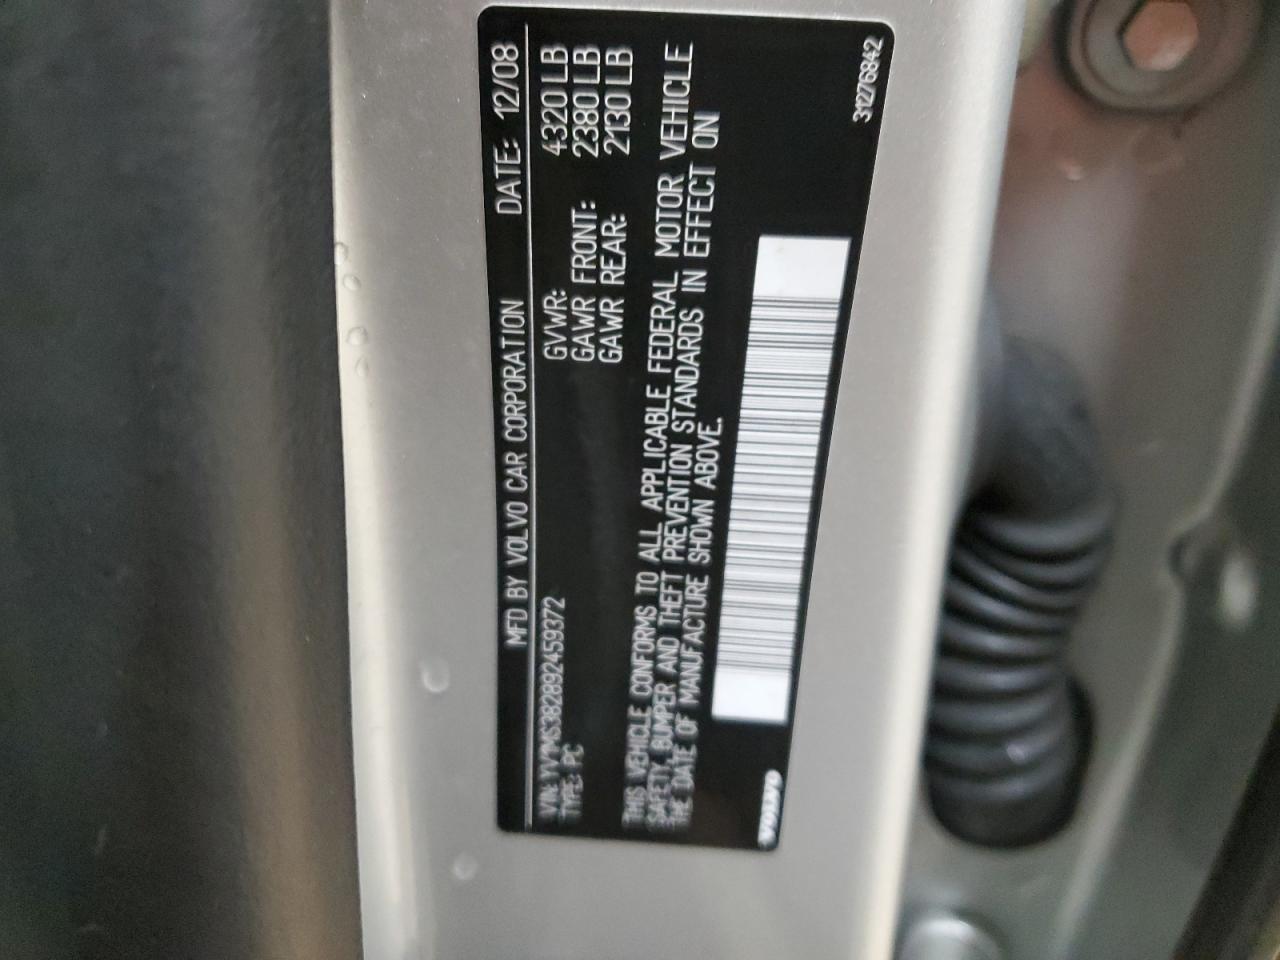 MFD BY VOLVO CAR CORPORATION DATE: 12/08
VIN: YV1MS382892459372 GVWR: 4320 LB
TYPE: PC GAWR FRONT: 2380 LB
GAWR REAR: 2130 LB
THIS VEHICLE CONFORMS TO ALL APPLICABLE FEDERAL MOTOR VEHICLE
SAFETY, BUMPER AND THEFT PREVENTION STANDARDS IN EFFECT ON
THE DATE OF MANUFACTURE SHOWN ABOVE.
VOLVO 31276842